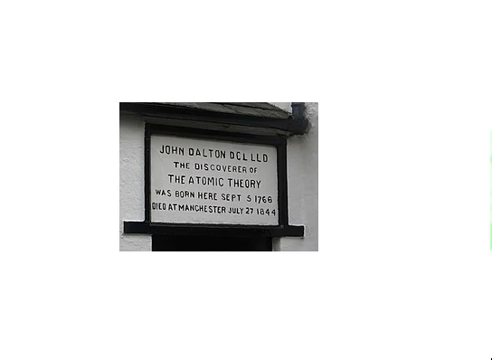 JOHN DALTON DCL LLD
THE DISCOVERER OF
THE ATOMIC THEORY
WAS BORN HERE SEPT 5 1766
DIED AT MANCHESTER JULY 27 1844